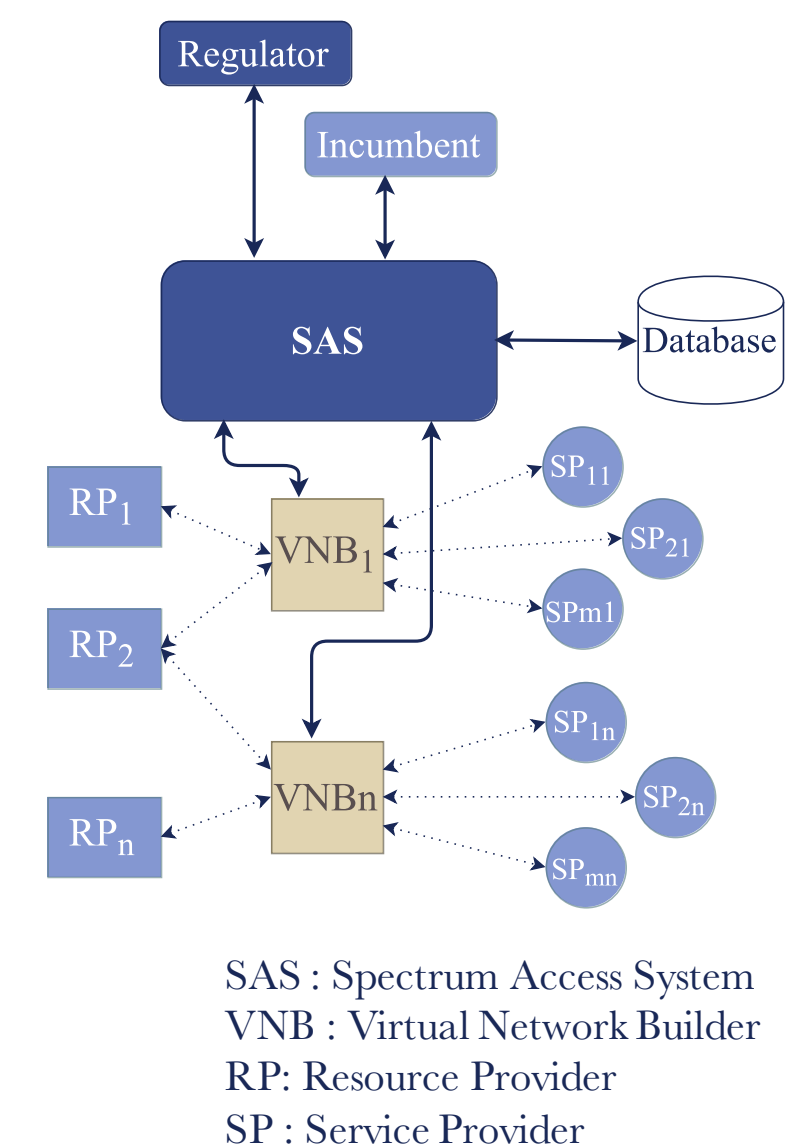 Regulator
Incumbent
SAS
Database
RP₁
VNB₁
SP₁₁
SP₂₁
SPm1
RP₂
SP₁ₙ
VNBn
SP₂ₙ
RPₙ
SPₘₙ
SAS : Spectrum Access System
VNB : Virtual Network Builder
RP: Resource Provider
SP : Service Provider